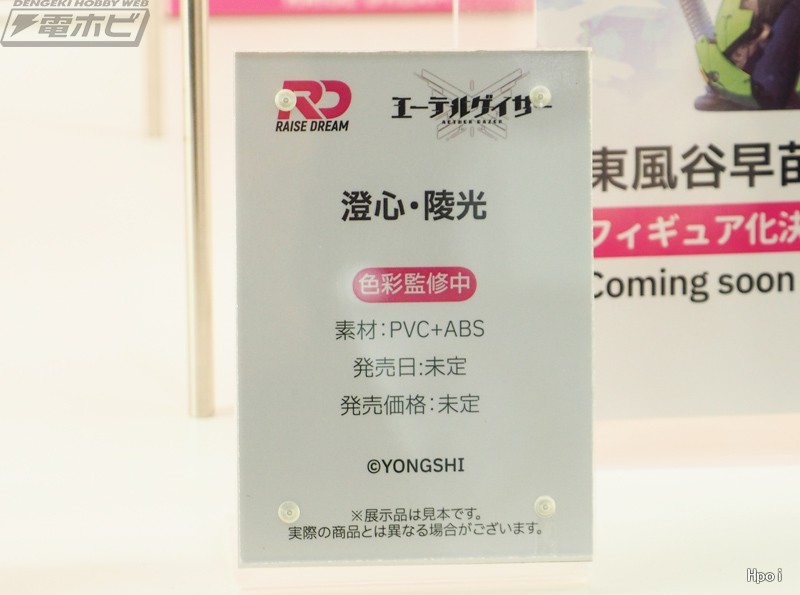 DENGEKI HOBBY WEB
電ホビ
RD
RAISE DREAM
エーテルゲイザー
AETHER GAZER
澄心・陵光
色彩監修中
素材：PVC+ABS
発売日：未定
発売価格：未定
©YONGSHI
※展示品は見本です。
実際の商品とは異なる場合がございます。
東風谷早苗
フィギュア化決
Coming soon
Hpoi